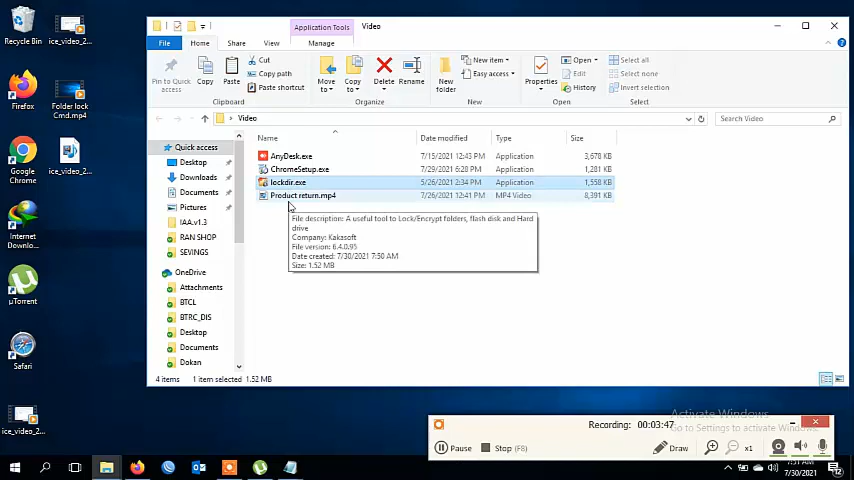 Recycle Bin
ice_video_2...
Firefox
Folder lock
Cmd.mp4
Google
Chrome
ice_video_2...
Internet
Downlo...
µTorrent
Safari
ice_video_2...
Application Tools
Video
File
Home
Share
View
Manage
Pin to Quick
access
Copy
Paste
Cut
Copy path
Paste shortcut
Clipboard
Move
to
Copy
to
Delete
Rename
Organize
New
folder
New item
Easy access
New
Properties
Open
Edit
History
Open
Select all
Select none
Invert selection
Select
Video
Search Video
Quick access
Desktop
Downloads
Documents
Pictures
IAA.v1.3
RAN SHOP
SEVINGS
OneDrive
Attachments
BTCL
BTRC_DIS
Desktop
Documents
Dokan
Name
Date modified
Type
Size
AnyDesk.exe
7/15/2021 12:43 PM
Application
3,678 KB
ChromeSetup.exe
7/29/2021 6:28 PM
Application
1,281 KB
lockdir.exe
5/26/2021 2:34 PM
Application
1,558 KB
Product return.mp4
7/26/2021 12:41 PM
MP4 Video
8,391 KB
File description: A useful tool to Lock/Encrypt folders, flash disk and Hard
drive
Company: Kakasoft
File version: 6.4.0.95
Date created: 7/30/2021 7:50 AM
Size: 1.52 MB
4 items
1 item selected 1.52 MB
Activate Windows
Go to Settings to activate Windows.
Recording: 00:03:47
Pause
Stop (F8)
Draw
x1
7:51 AM
7/30/2021